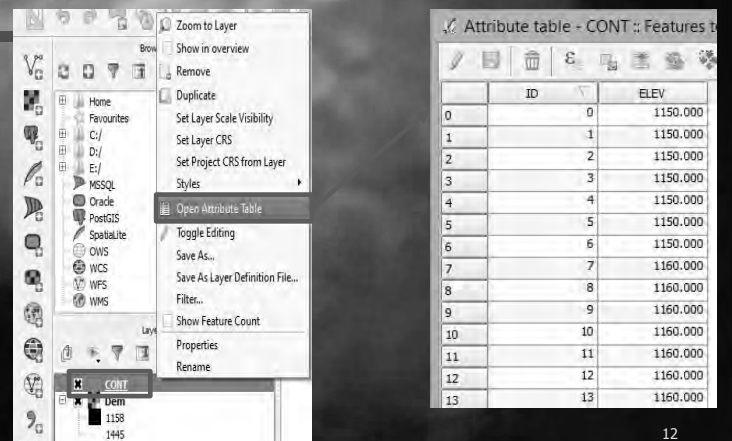 Zoom to Layer
Show in overview
Remove
Duplicate
Set Layer Scale Visibility
Set Layer CRS
Set Project CRS from Layer
Styles
Open Attribute Table
Toggle Editing
Save As...
Save As Layer Definition File...
Filter...
Show Feature Count
Properties
Rename
Brow
Home
Favourites
C:/
D:/
E:/
MSSQL
Oracle
PostGIS
SpatiaLite
OWS
WCS
WFS
WMS
Laye
CONT
Dem
1158
1445
Attribute table - CONT :: Features to
ID ELEV
0 0 1150.000
1 1 1150.000
2 2 1150.000
3 3 1150.000
4 4 1150.000
5 5 1150.000
6 6 1150.000
7 7 1160.000
8 8 1160.000
9 9 1160.000
10 10 1160.000
11 11 1160.000
12 12 1160.000
13 13 1160.000
12